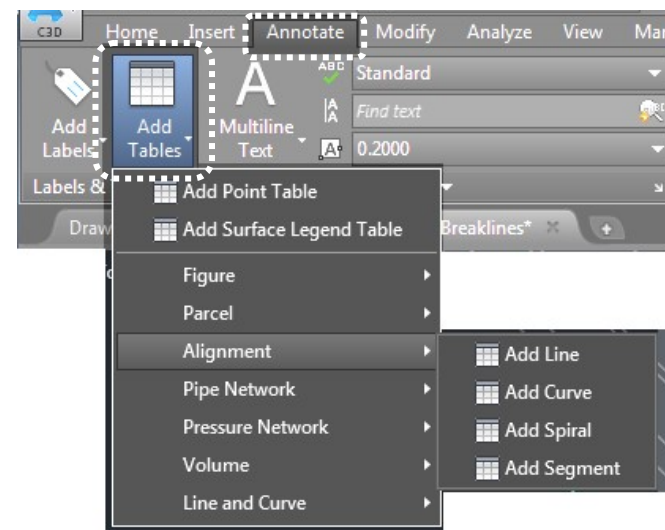 C3D Home Insert Annotate Modify Analyze View
Add Labels
Add Tables
A
Multiline Text
ABC Standard
Find text
0.2000
Labels &
Add Point Table
Add Surface Legend Table
Breaklines*
Figure
Parcel
Alignment
Pipe Network
Pressure Network
Volume
Line and Curve
Add Line
Add Curve
Add Spiral
Add Segment